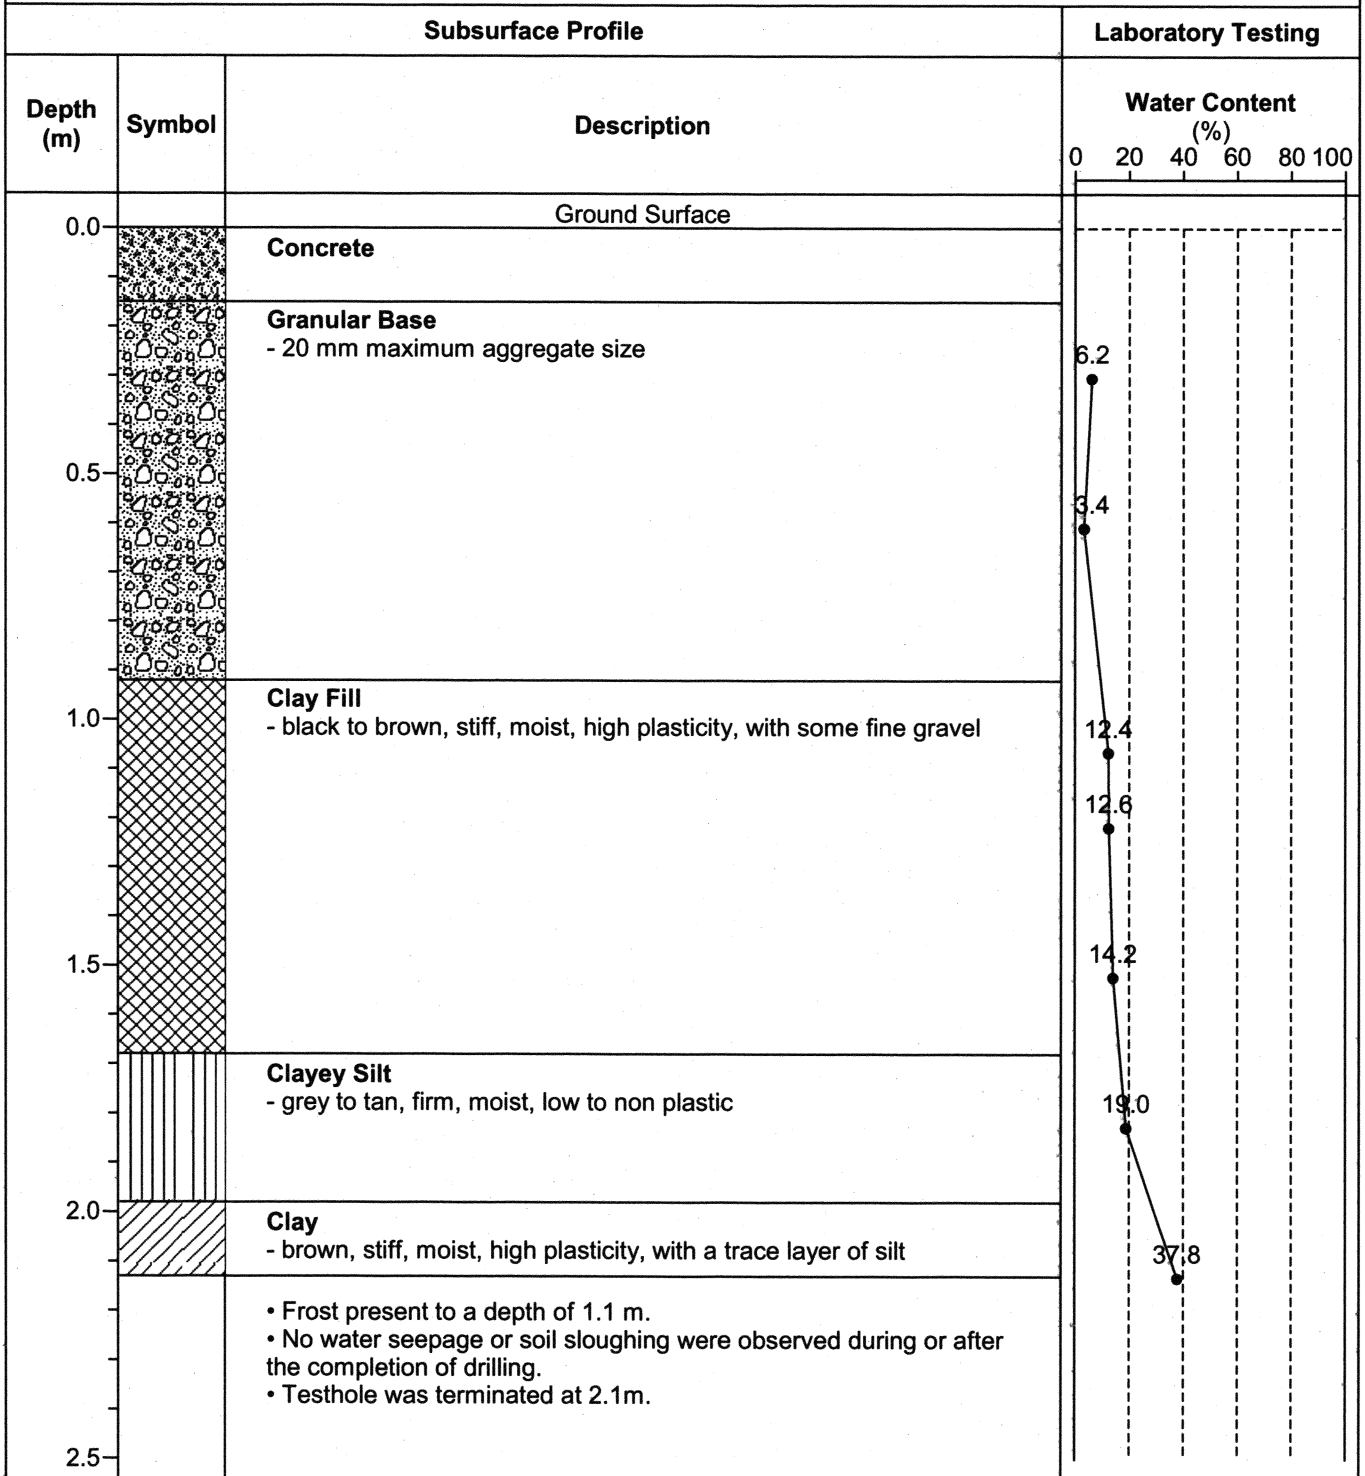 Subsurface Profile
Laboratory Testing
Depth
(m)
Symbol
Description
Water Content
(%)
0 20 40 60 80 100
Ground Surface
0.0
Concrete
Granular Base
- 20 mm maximum aggregate size
6.2
0.5
3.4
Clay Fill
1.0
- black to brown, stiff, moist, high plasticity, with some fine gravel
12.4
12.6
14.2
1.5
Clayey Silt
- grey to tan, firm, moist, low to non plastic
19.0
2.0
Clay
- brown, stiff, moist, high plasticity, with a trace layer of silt
37.8
• Frost present to a depth of 1.1 m.
• No water seepage or soil sloughing were observed during or after
the completion of drilling.
• Testhole was terminated at 2.1m.
2.5